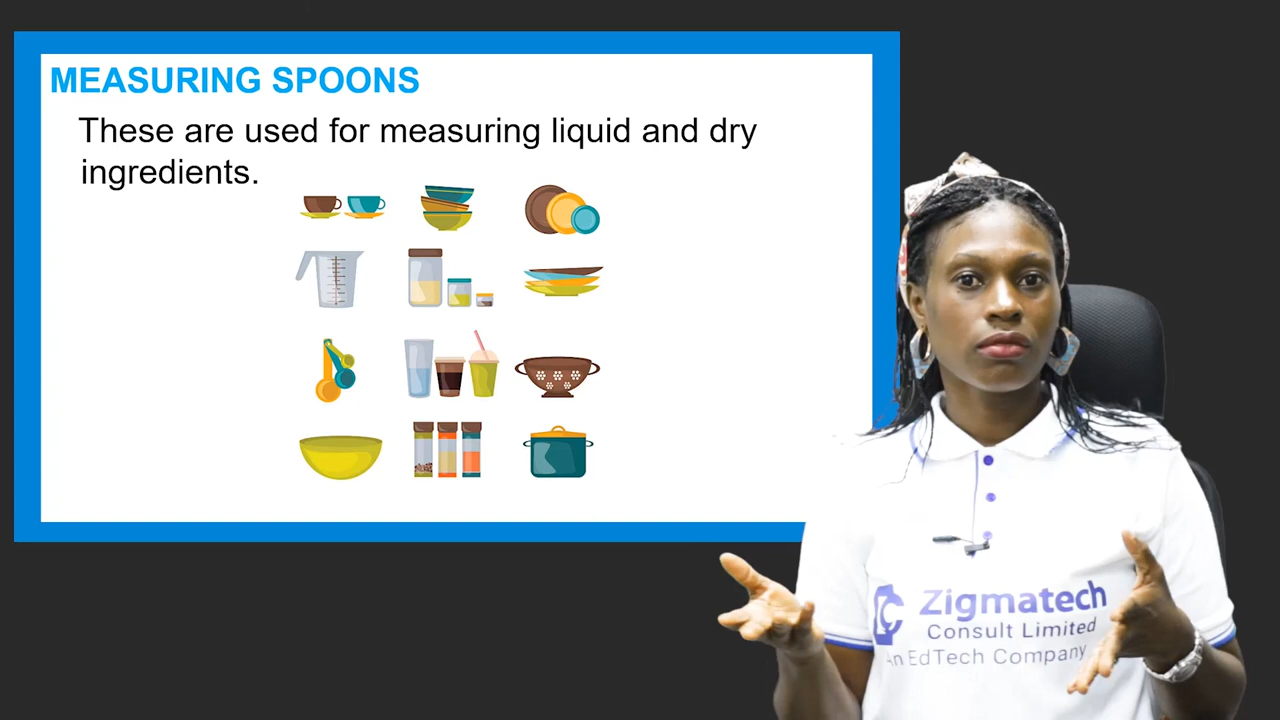 MEASURING SPOONS
These are used for measuring liquid and dry
ingredients.
Zigmatech
Consult Limited
An EdTech Company